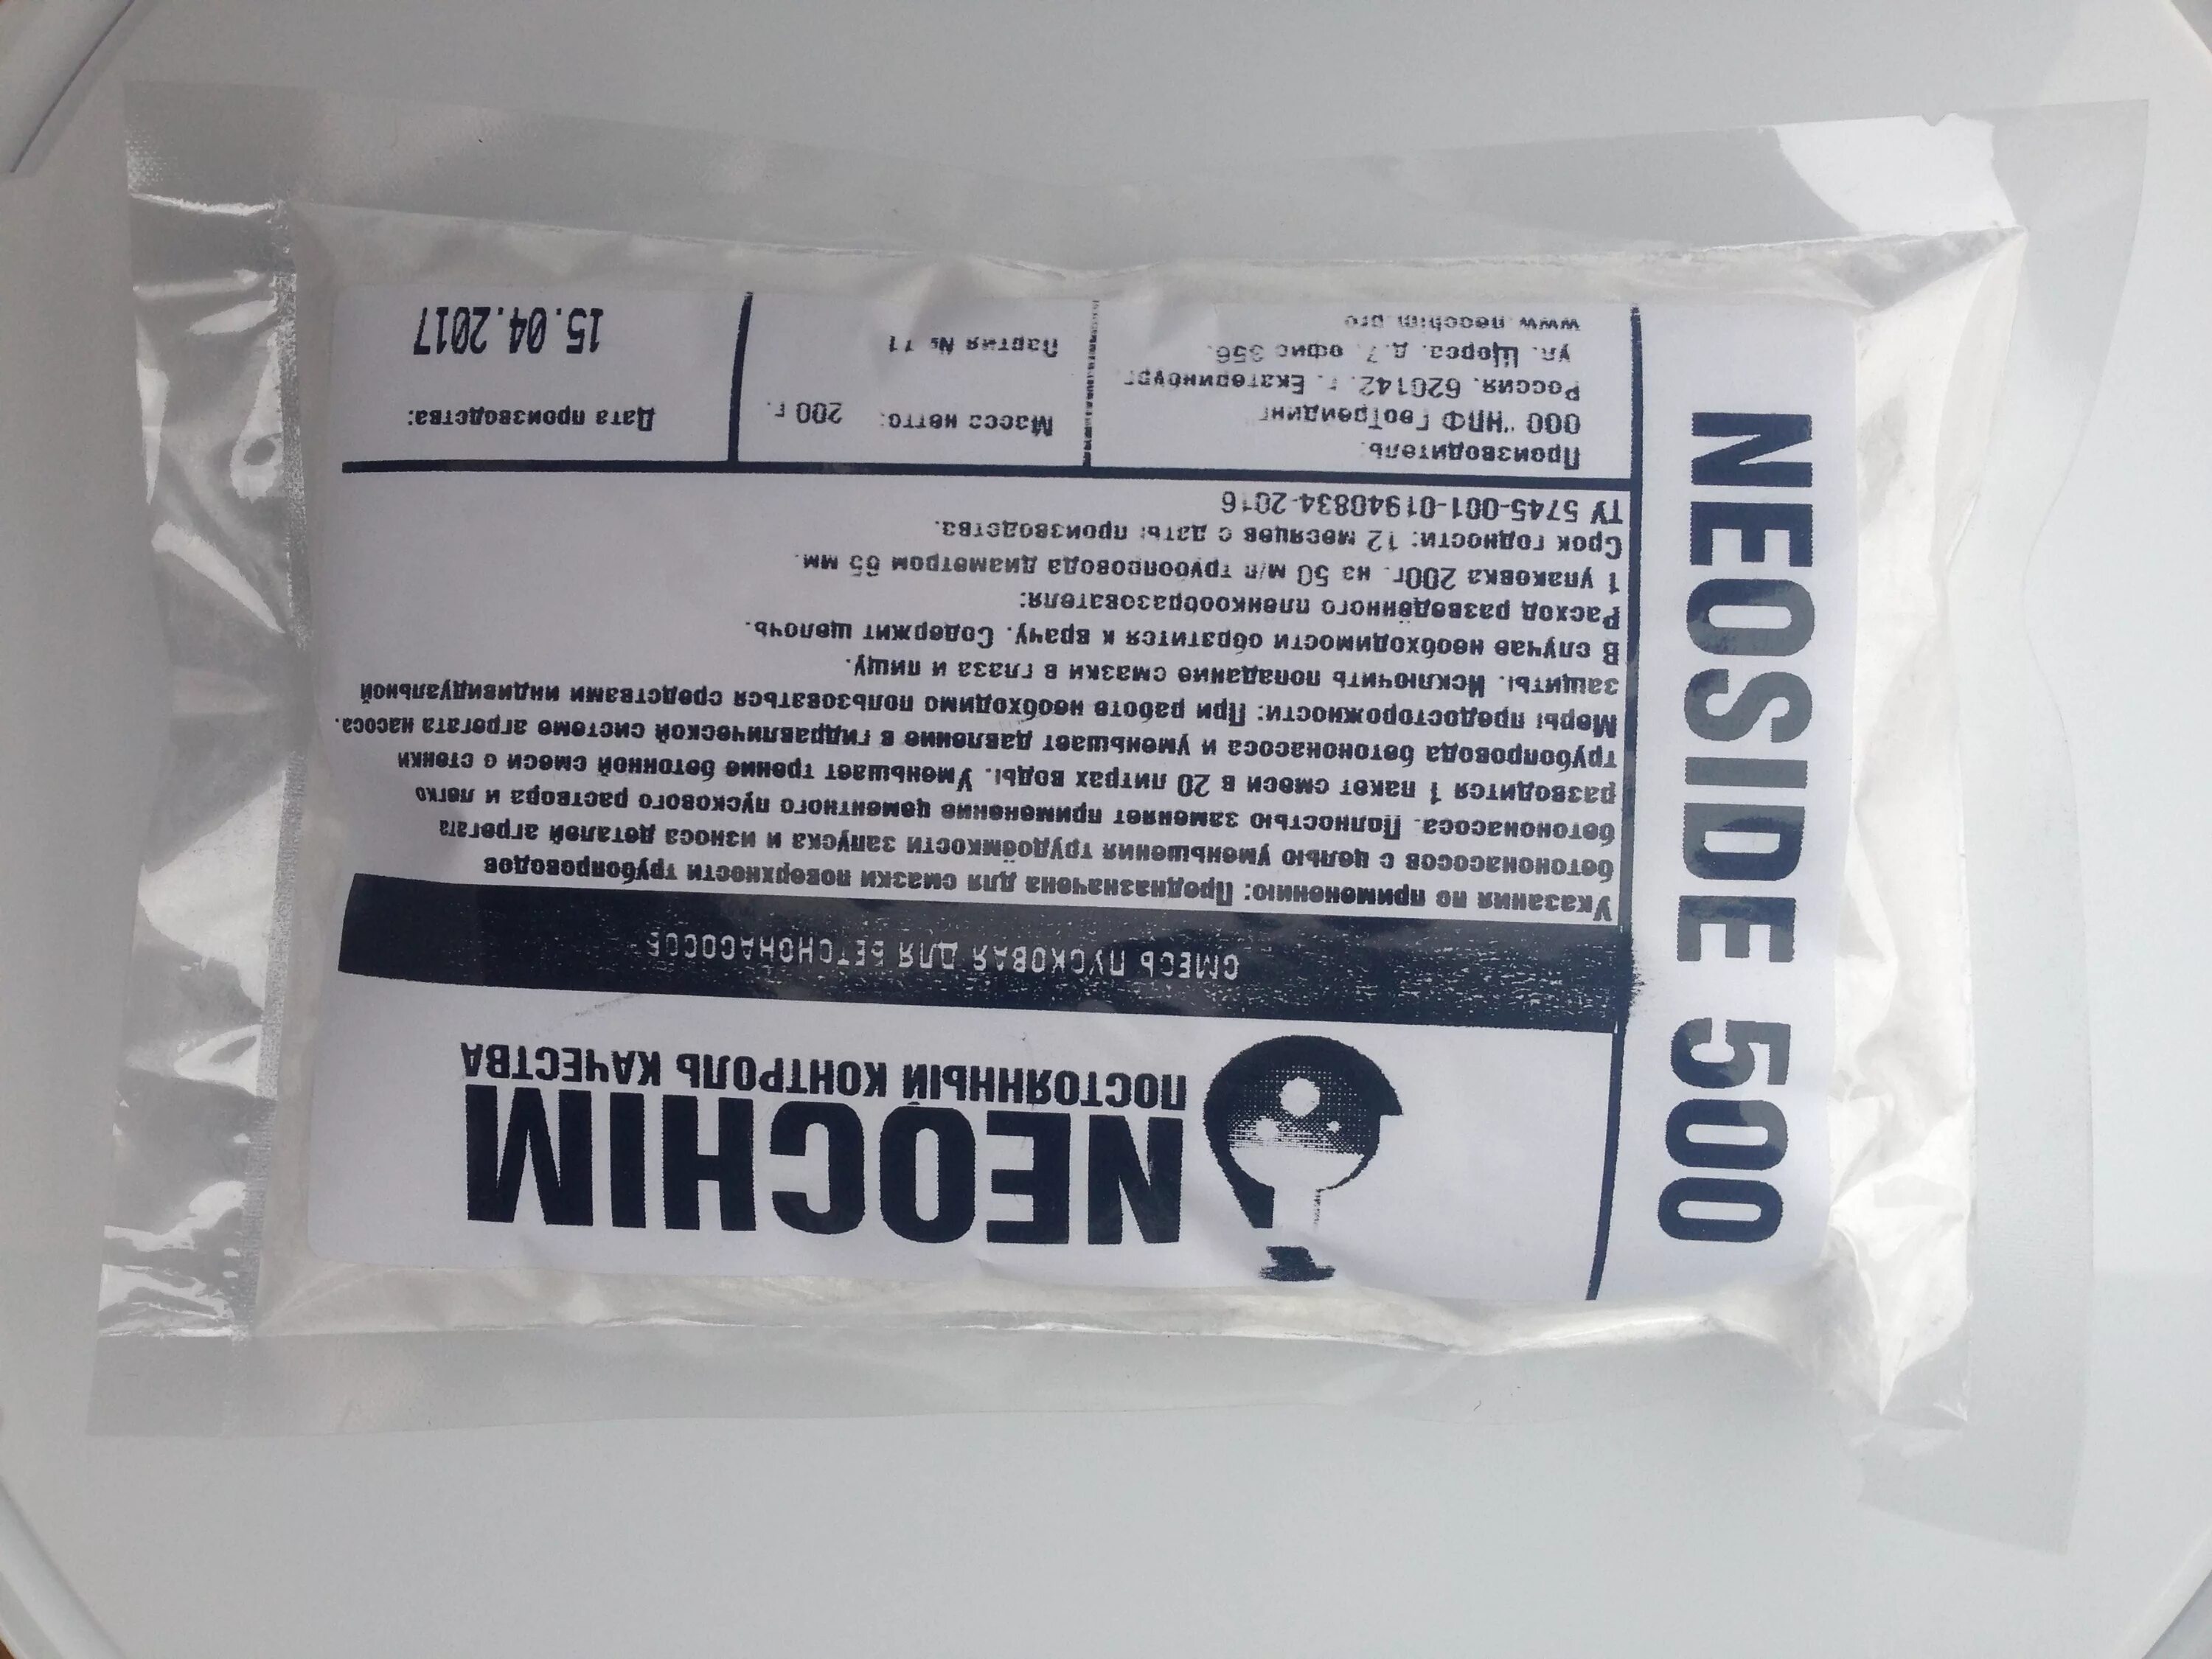 NEOCHIM
ПОСТОЯННЫЙ КОНТРОЛЬ КАЧЕСТВА
СМЕСЬ ПУСКОВАЯ ДЛЯ БЕТОНОНАСОСОВ
Указания по применению: Предназначена для смазки поверхности трубопроводов
бетононасосов с целью уменьшения трудоёмкости запуска и износа деталей агрегата
бетононасоса. Полностью заменяет применение цементного пускового раствора и легко
разводится 1 пакет смеси в 20 литрах воды. Уменьшает трение бетонной смеси о стенки
трубопровода бетононасоса и уменьшает давление в гидравлической системе агрегата насоса.
Меры предосторожности: При работе необходимо пользоваться средствами индивидуальной
защиты. Исключить попадание смазки в глаза и пищу.
В случае необходимости обратится к врачу. Содержит щелочь.
Расход разведённого пленкообразователя:
1 упаковка 200г. на 50 м/п трубопровода диаметром 65 мм.
Срок годности: 12 месяцев с даты производства.
ТУ 5745-001-01940834-2016
Производитель:
ООО "НПФ ГеоТрейдинг"
Россия, 620142, г. Екатеринбург,
ул. Щорса, д.7, офис 356.
www.neochim.pro
Масса нетто: 200 г.
Партия № 11
Дата производства:
15.04.2017
NEOSIDE 500